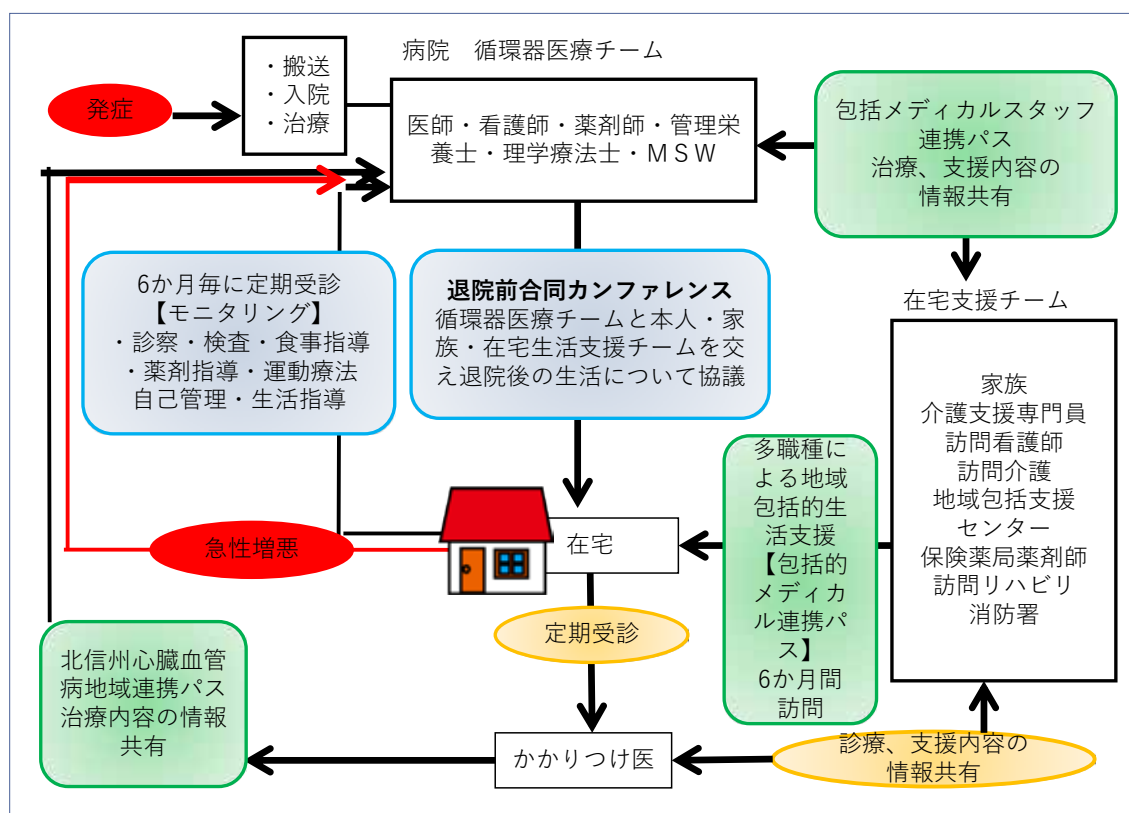 病院　循環器医療チーム
・搬送
・入院
・治療
発症
医師・看護師・薬剤師・管理栄
養士・理学療法士・ＭＳＷ
包括メディカルスタッフ
連携パス
治療、支援内容の
情報共有
6か月毎に定期受診
【モニタリング】
・診察・検査・食事指導
・薬剤指導・運動療法
自己管理・生活指導
退院前合同カンファレンス
循環器医療チームと本人・家
族・在宅生活支援チームを交
え退院後の生活について協議
在宅支援チーム
家族
介護支援専門員
訪問看護師
訪問介護
地域包括支援
センター
保険薬局薬剤師
訪問リハビリ
消防署
多職種に
よる地域
包括的生
活支援
【包括的
メディカ
ル連携パ
ス】
6か月間
訪問
急性増悪
在宅
定期受診
北信州心臓血管
病地域連携パス
治療内容の情報
共有
かかりつけ医
診療、支援内容の
情報共有